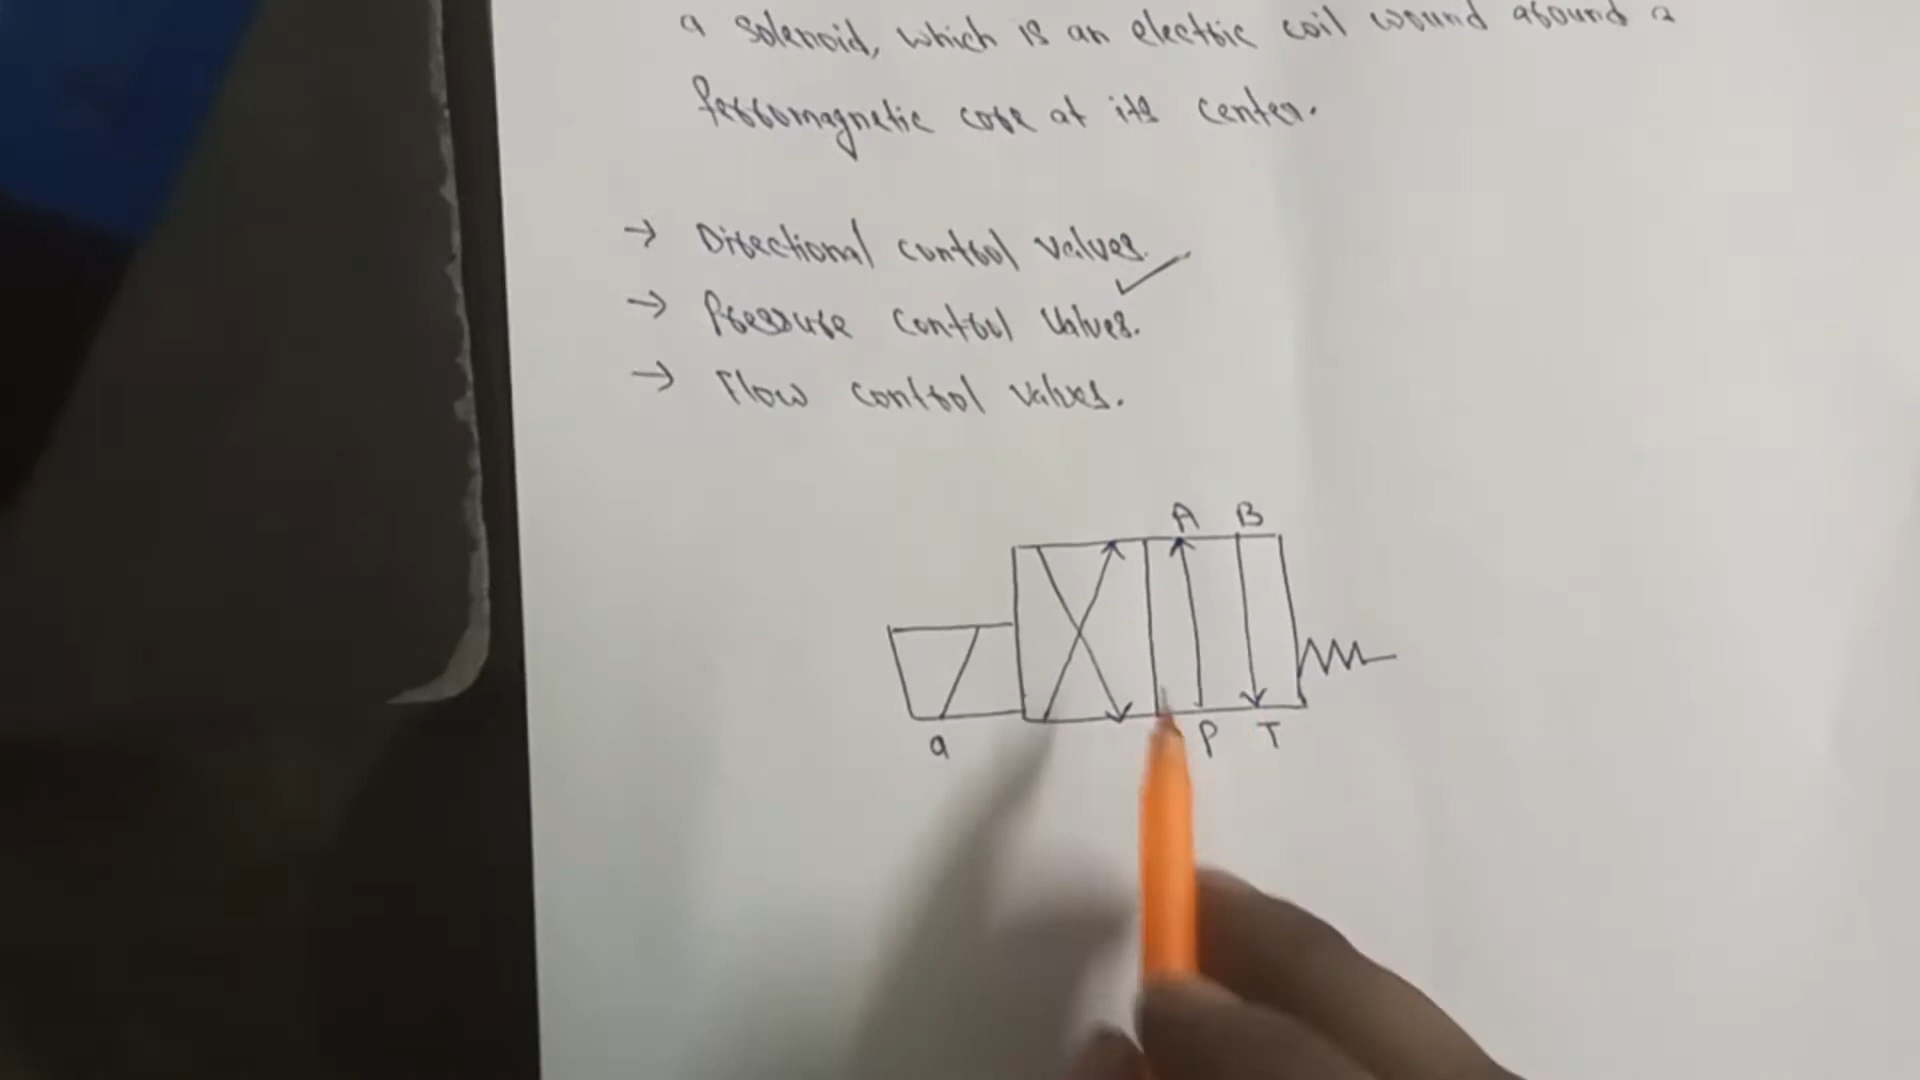 a solenoid, which is an electric coil wound around a
ferromagnetic core at its center.
→ Directional control valves.
→ Pressure control valves.
→ Flow control valves.
A B
a P T